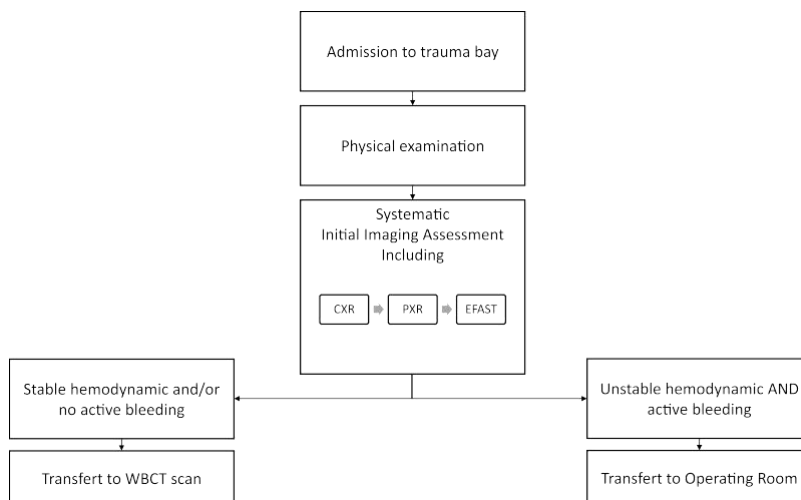 Admission to trauma bay
Physical examination
Systematic
Initial Imaging Assessment
Including
CXR
PXR
EFAST
Stable hemodynamic and/or
no active bleeding
Unstable hemodynamic AND
active bleeding
Transfert to WBCT scan
Transfert to Operating Room